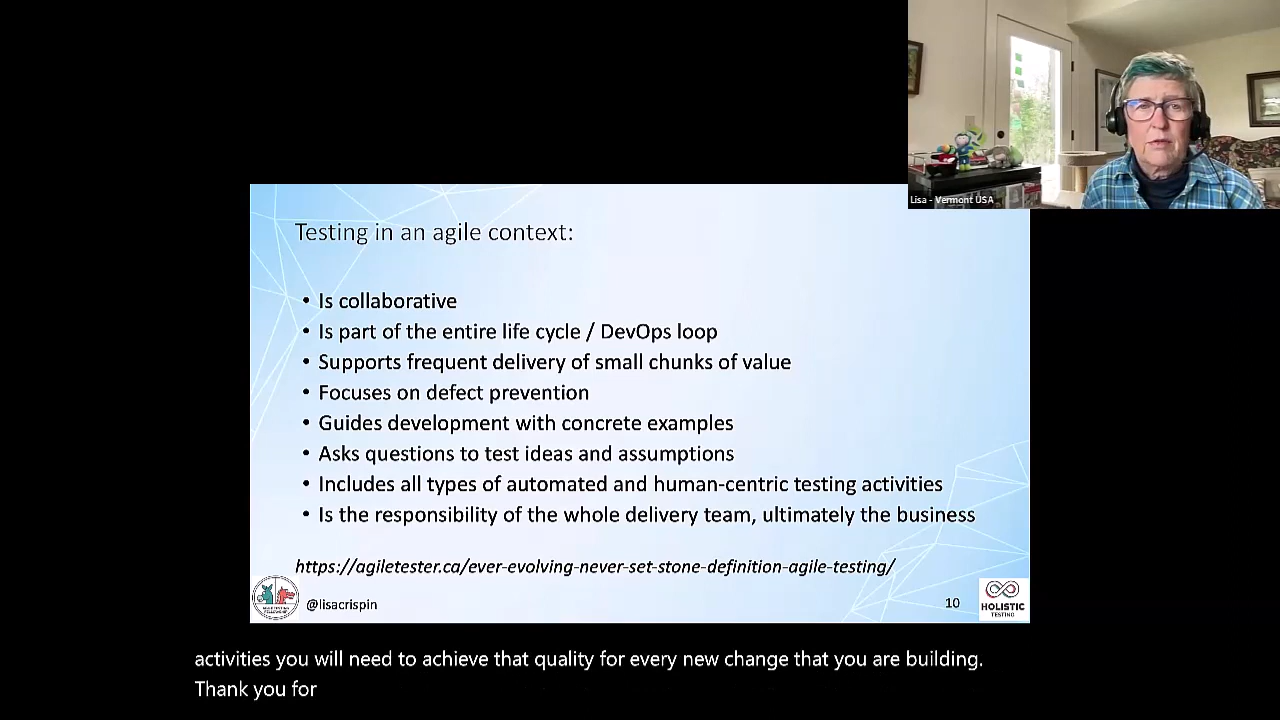 Lisa - Vermont USA
Testing in an agile context:
• Is collaborative
• Is part of the entire life cycle / DevOps loop
• Supports frequent delivery of small chunks of value
• Focuses on defect prevention
• Guides development with concrete examples
• Asks questions to test ideas and assumptions
• Includes all types of automated and human-centric testing activities
• Is the responsibility of the whole delivery team, ultimately the business
https://agiletester.ca/ever-evolving-never-set-stone-definition-agile-testing/
AGILE TESTING
FELLOWSHIP
@lisacrispin
10
HOLISTIC
TESTING
activities you will need to achieve that quality for every new change that you are building.
Thank you for